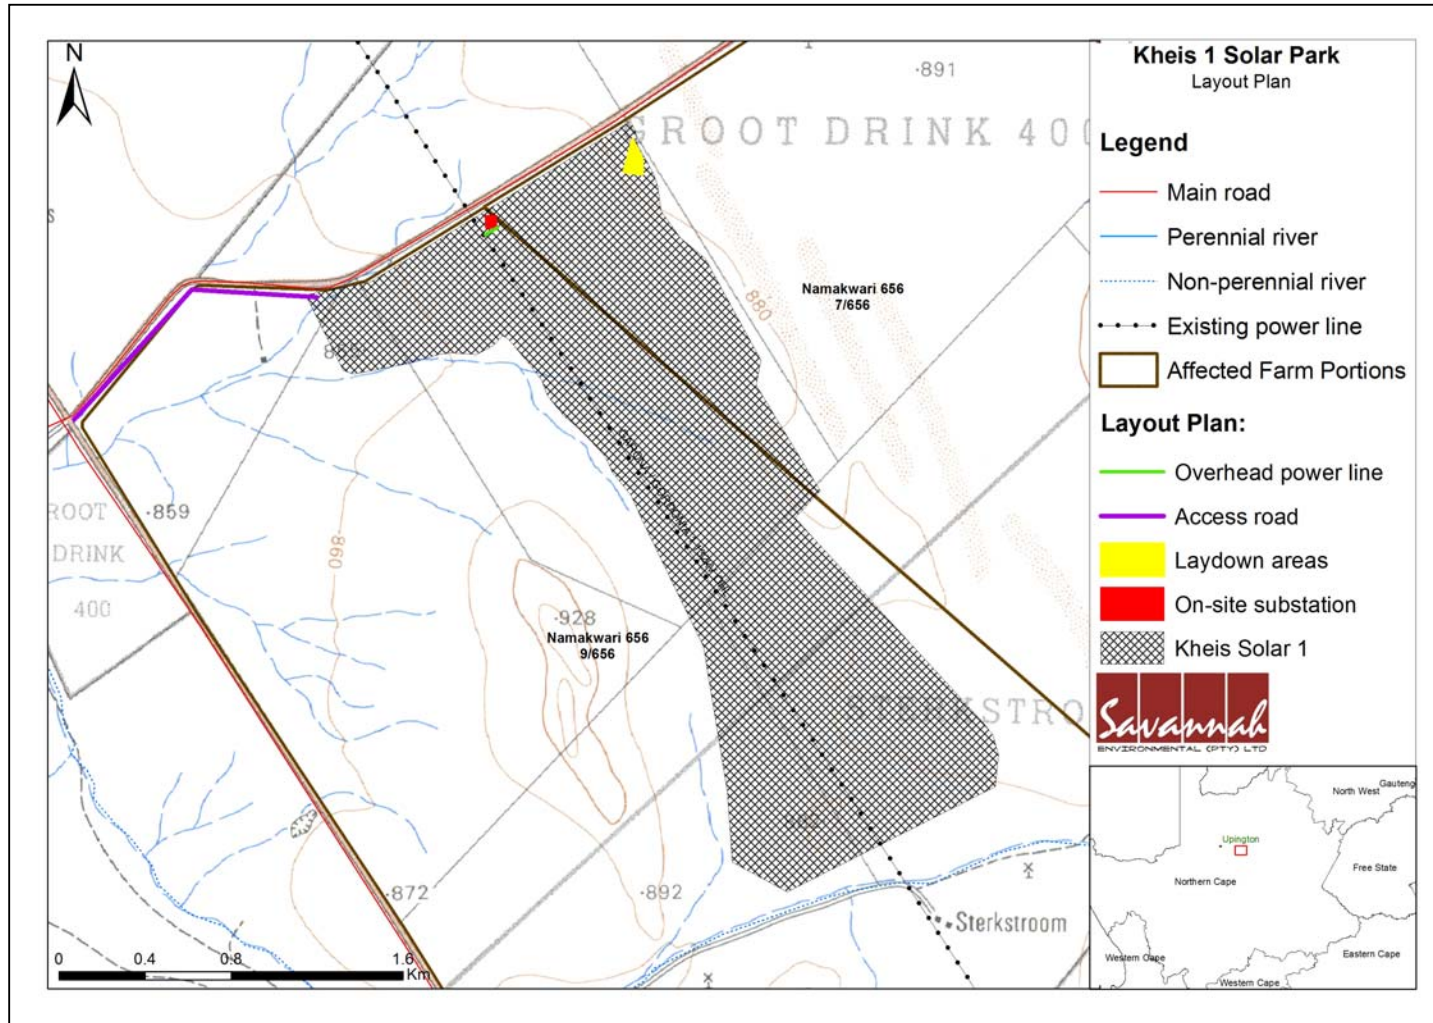 N
·891
GROOT DRINK 400
880
Namakwari 656
7/656
ROOT
DRINK
400
·859
860
·928
Namakwari 656
9/656
·872
·892
Sterkstroom
0 0.4 0.8 1.6
Km
Kheis 1 Solar Park
Layout Plan
Legend
Main road
Perennial river
Non-perennial river
Existing power line
Affected Farm Portions
Layout Plan:
Overhead power line
Access road
Laydown areas
On-site substation
Kheis Solar 1
Savannah
ENVIRONMENTAL (PTY) LTD
North West
Gauteng
Upington
Northern Cape
Free State
Western Cape
Eastern Cape
Western Cape